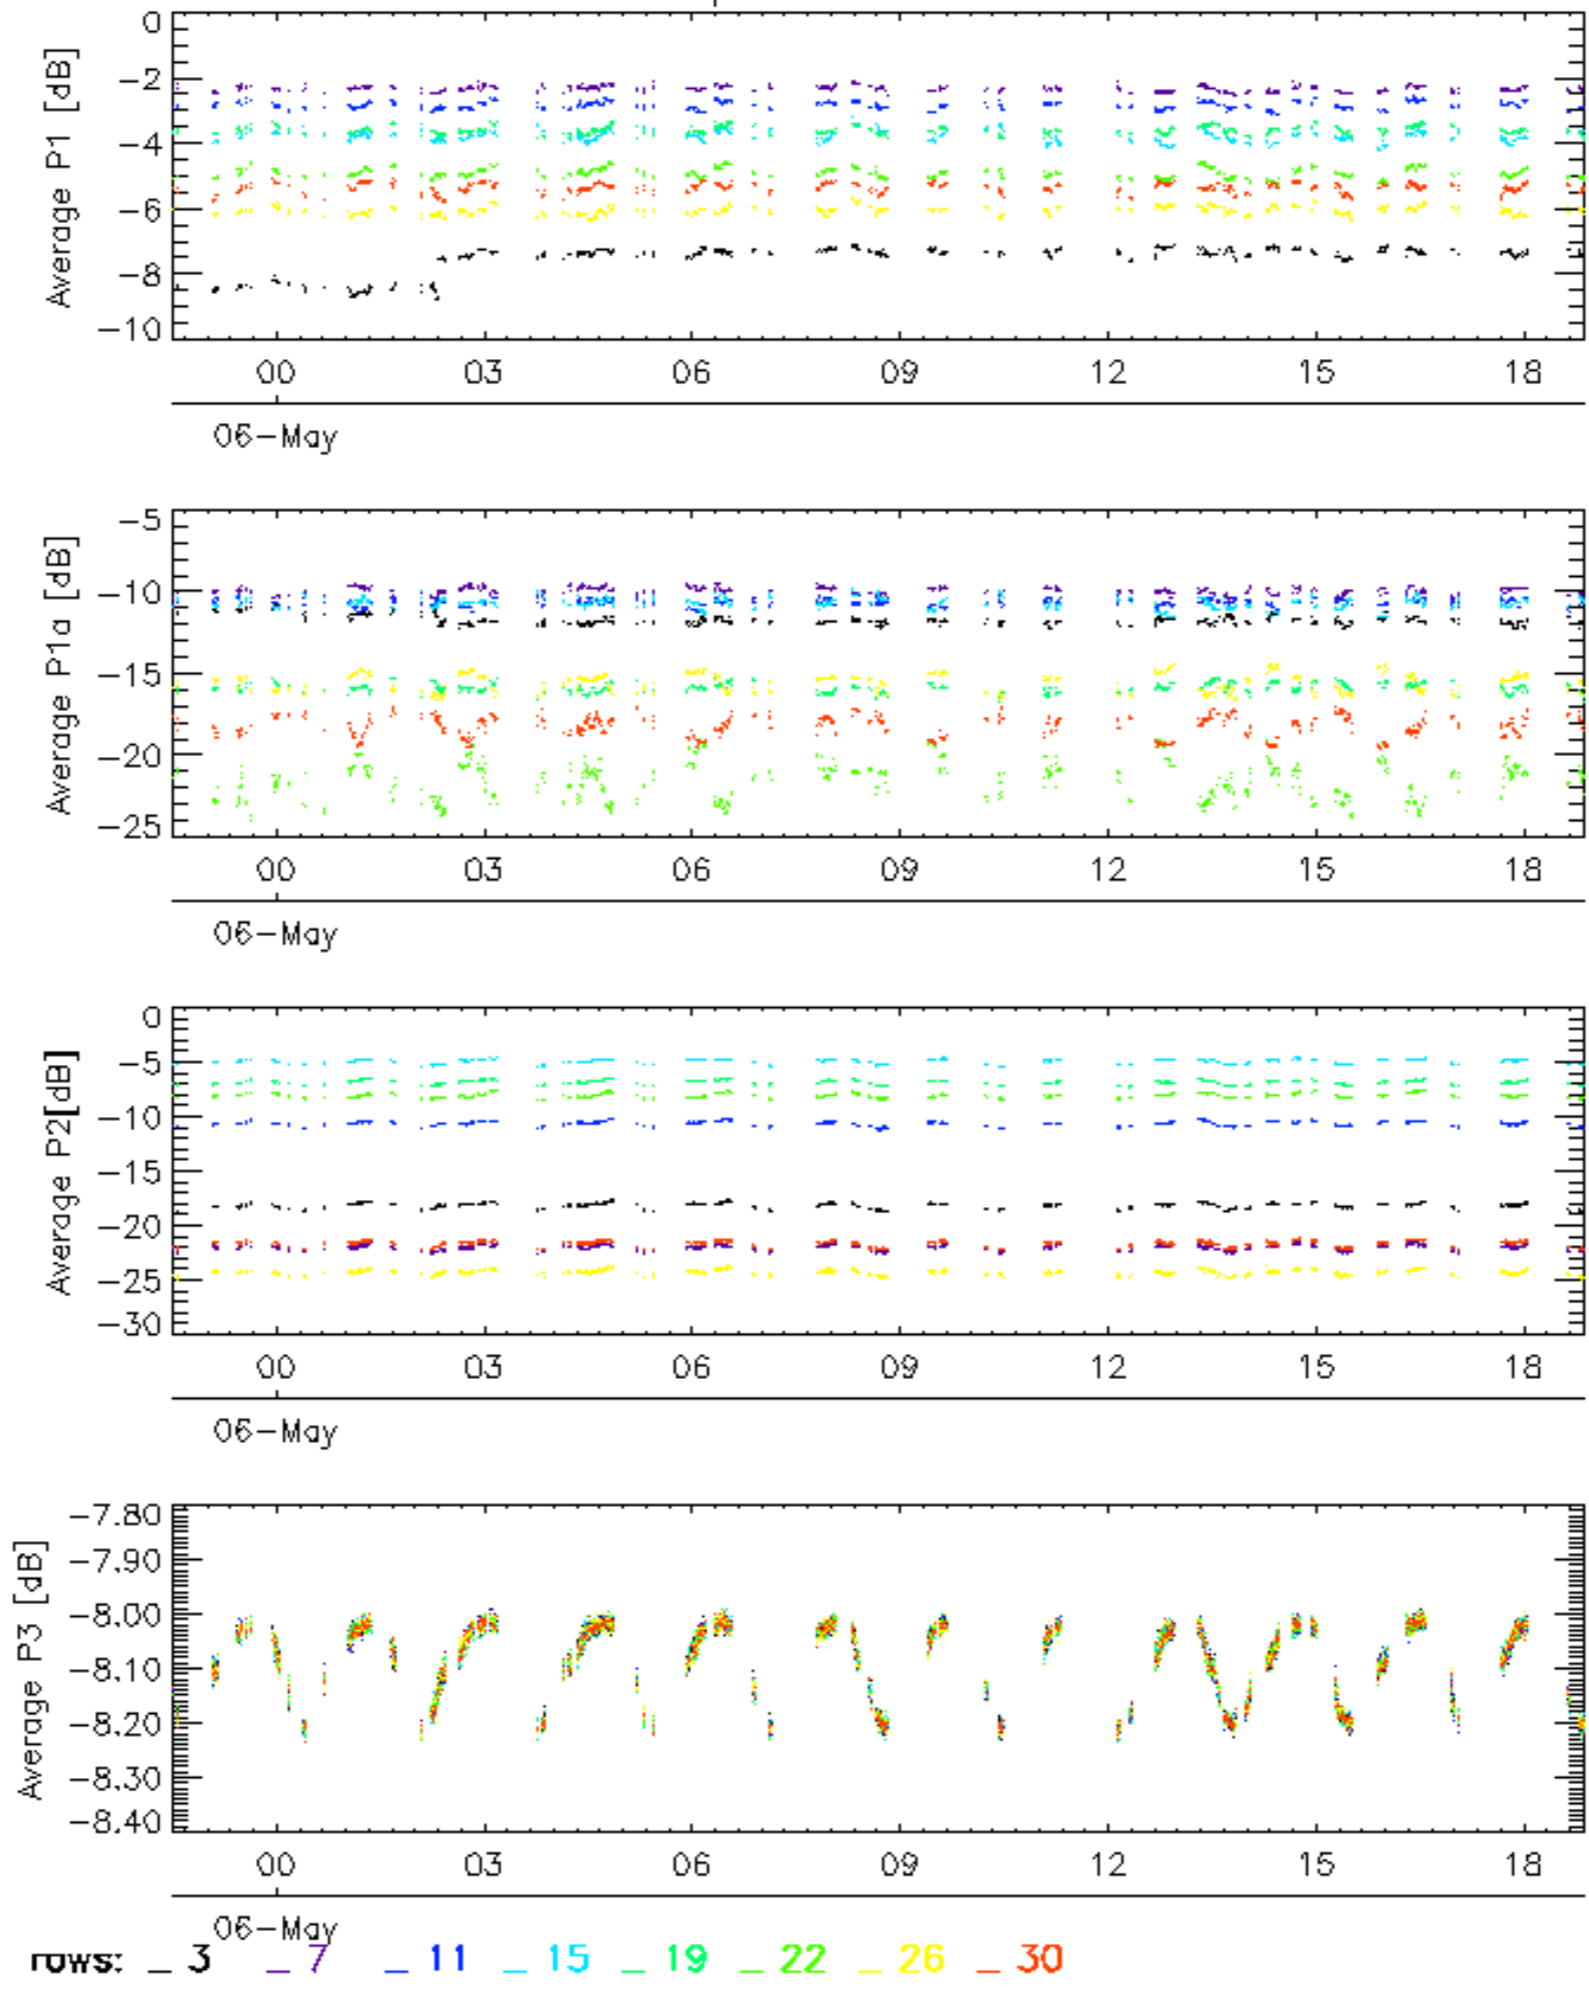 Average P1 [dB]
0
−2
−4
−6
−8
−10
00 03 06 09 12 15 18
06−May
Average P1a [dB]
−5
−10
−15
−20
−25
00 03 06 09 12 15 18
06−May
Average P2[dB]
0
−5
−10
−15
−20
−25
−30
00 03 06 09 12 15 18
06−May
Average P3 [dB]
−7.80
−7.90
−8.00
−8.10
−8.20
−8.30
−8.40
00 03 06 09 12 15 18
06−May
rows: _ 3 _ 7 _ 11 _ 15 _ 19 _ 22 _ 26 _ 30